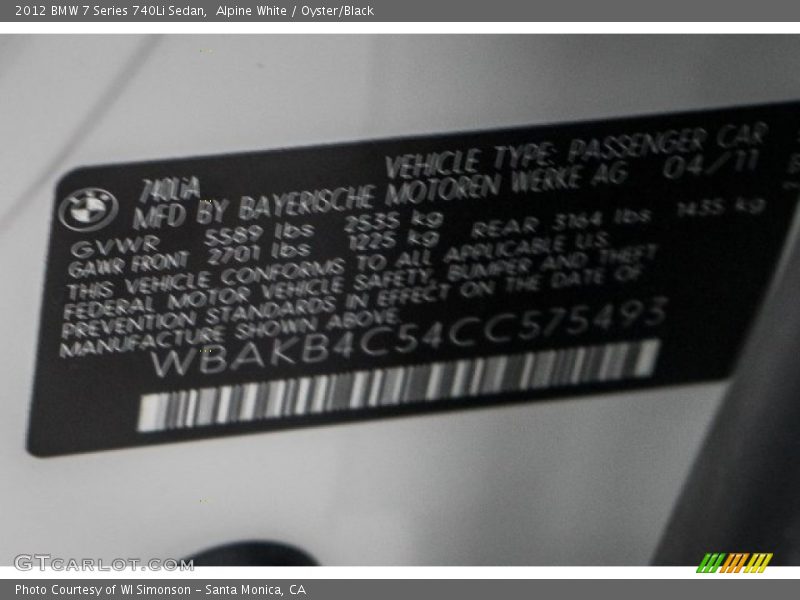 2012 BMW 7 Series 740Li Sedan, Alpine White / Oyster/Black
740LiA VEHICLE TYPE: PASSENGER CAR
MFD BY BAYERISCHE MOTOREN WERKE AG 04/11
GVWR 5589 lbs 2535 kg
GAWR FRONT 2701 lbs 1225 kg REAR 3164 lbs 1435 kg
THIS VEHICLE CONFORMS TO ALL APPLICABLE U.S.
FEDERAL MOTOR VEHICLE SAFETY, BUMPER AND THEFT
PREVENTION STANDARDS IN EFFECT ON THE DATE OF
MANUFACTURE SHOWN ABOVE
WBAKB4C54CC575493
GTCARLOT.COM
Photo Courtesy of WI Simonson - Santa Monica, CA